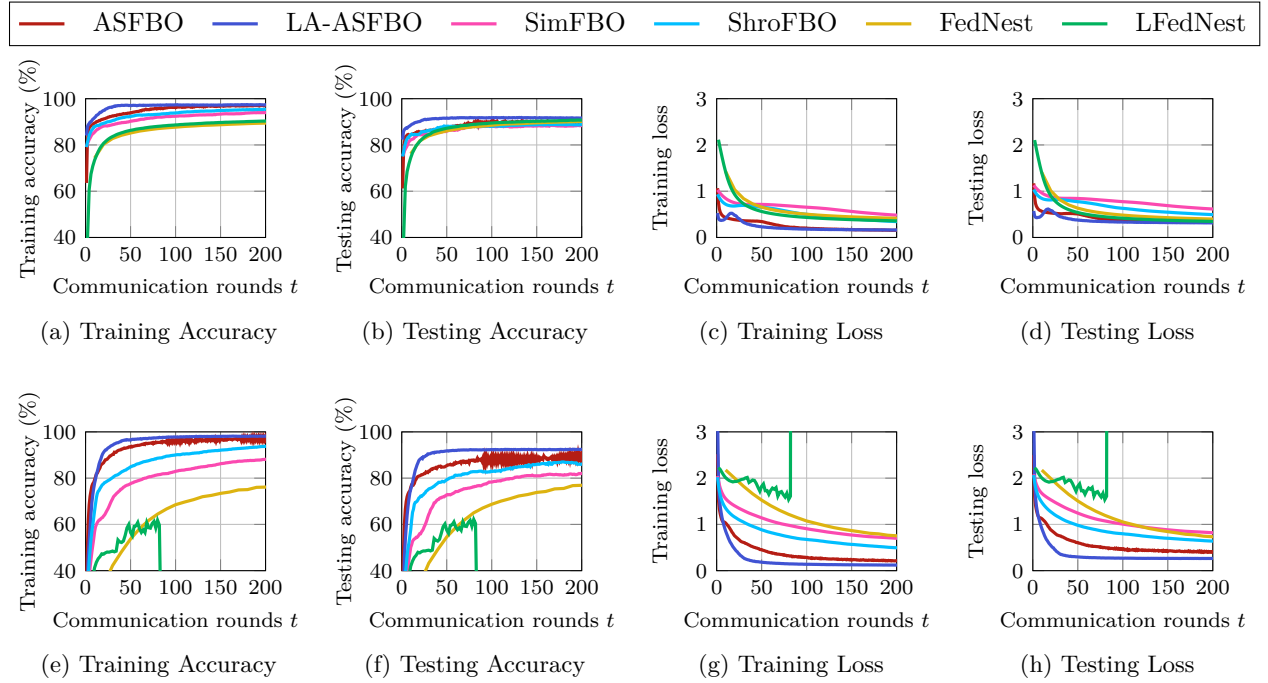 ASFBO LA-ASFBO SimFBO ShroFBO FedNest LFedNest
Training accuracy (%)
100
80
60
40
0 50 100 150 200
Communication rounds t
(a) Training Accuracy
Testing accuracy (%)
100
80
60
40
0 50 100 150 200
Communication rounds t
(b) Testing Accuracy
Training loss
3
2
1
0
0 50 100 150 200
Communication rounds t
(c) Training Loss
Testing loss
3
2
1
0
0 50 100 150 200
Communication rounds t
(d) Testing Loss
Training accuracy (%)
100
80
60
40
0 50 100 150 200
Communication rounds t
(e) Training Accuracy
Testing accuracy (%)
100
80
60
40
0 50 100 150 200
Communication rounds t
(f) Testing Accuracy
Training loss
3
2
1
0
0 50 100 150 200
Communication rounds t
(g) Training Loss
Testing loss
3
2
1
0
0 50 100 150 200
Communication rounds t
(h) Testing Loss